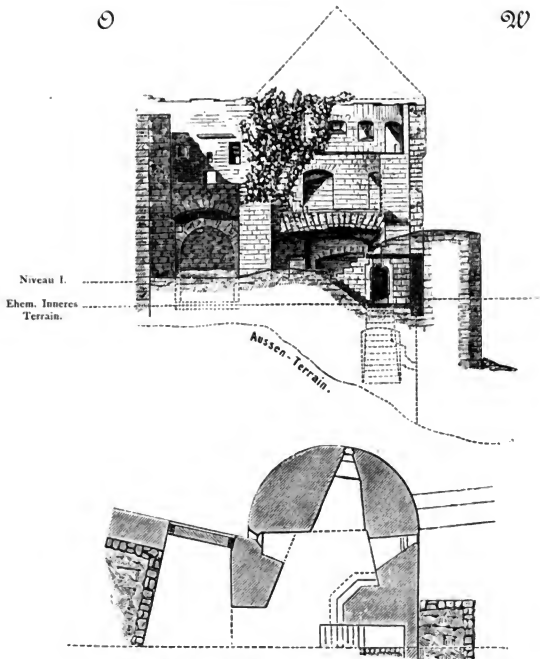 O
W
Niveau I.
Ehem. Inneres
Terrain.
Aussen-Terrain.